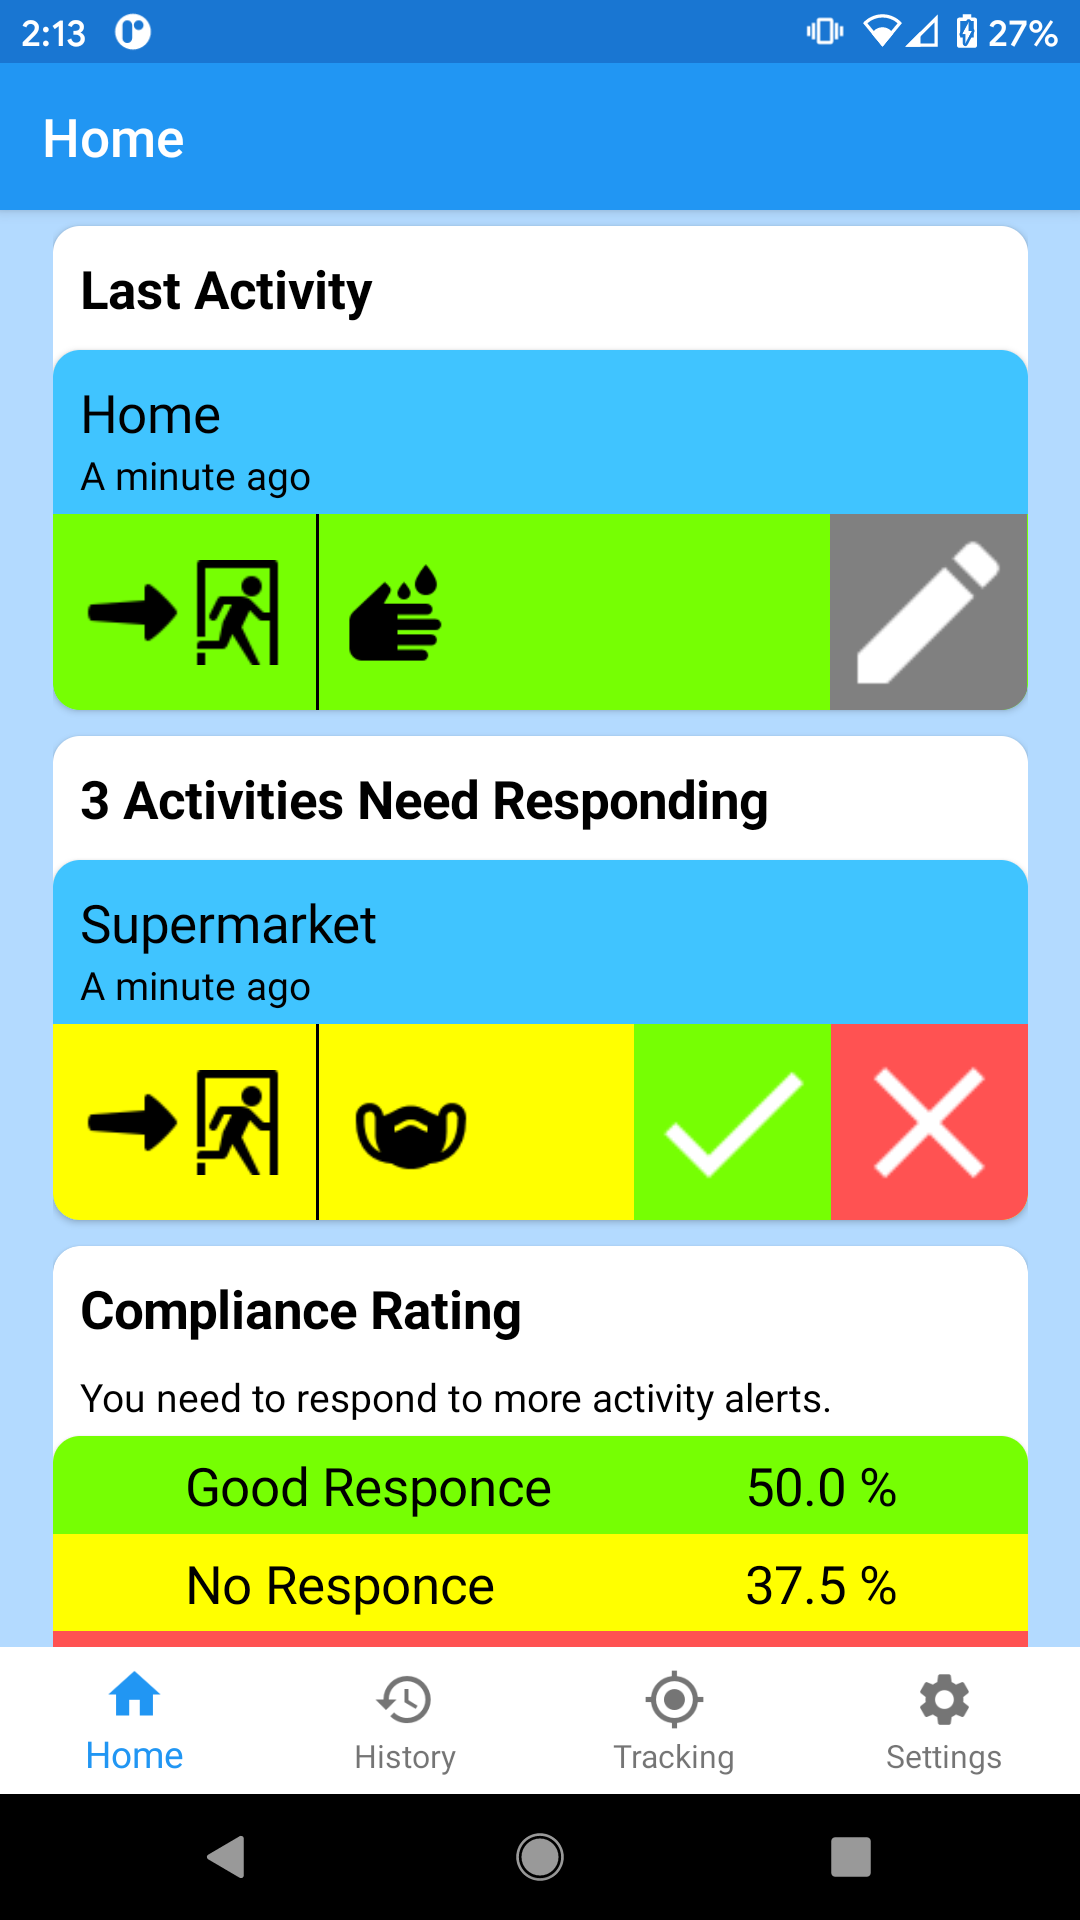 2:13
27%
Home
Last Activity
Home
A minute ago
3 Activities Need Responding
Supermarket
A minute ago
Compliance Rating
You need to respond to more activity alerts.
Good Responce 50.0 %
No Responce 37.5 %
Home History Tracking Settings